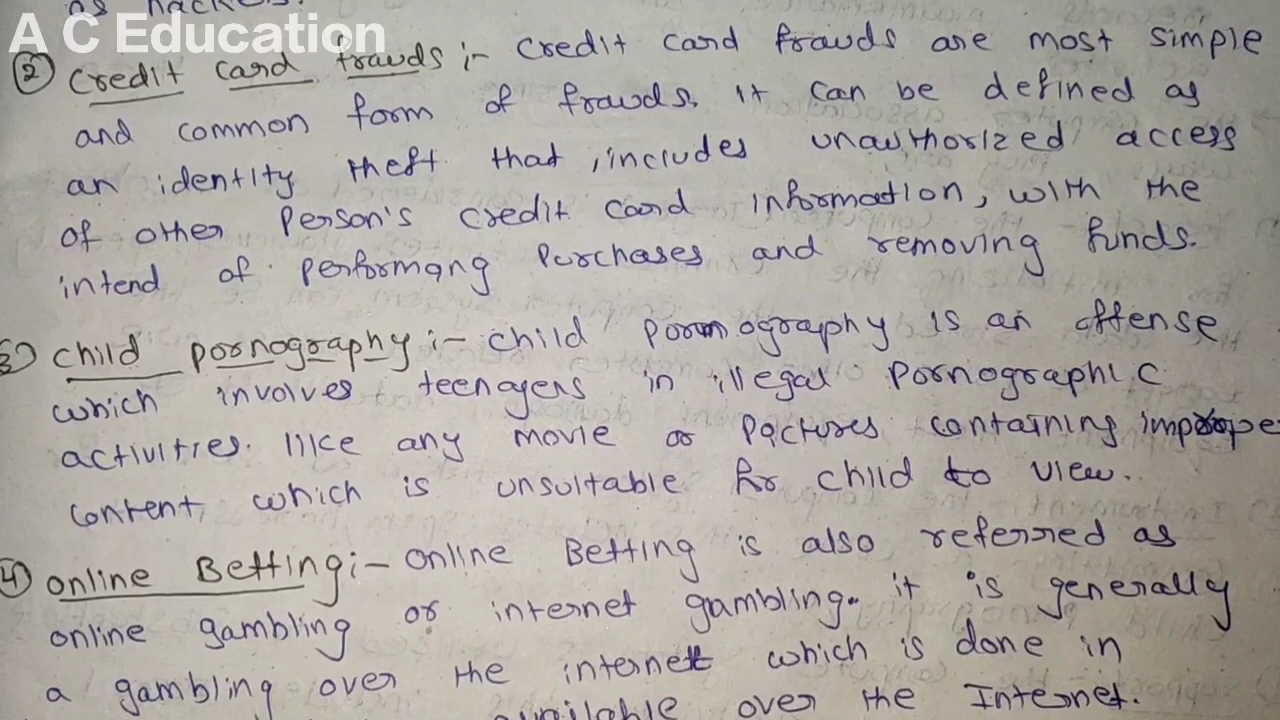 as hackers.
A C Education
② Credit card frauds :- Credit card frauds are most simple
and common form of frauds. It can be defined as
an identity theft that, includes unauthorized access
of other Person's credit card information, with the
intend of performqng Purchases and removing funds.
③ child pornography :- child pornography is an offense
which involves teenagers in illegal Pornographic
activities. like any movie or Pqctures containing imprope
content, which is unsuitable for child to view.
④ online Betting :- online Betting is also referred as
online gambling or internet gambling. it is generally
a gambling over the internet which is done in
available over the Internet.